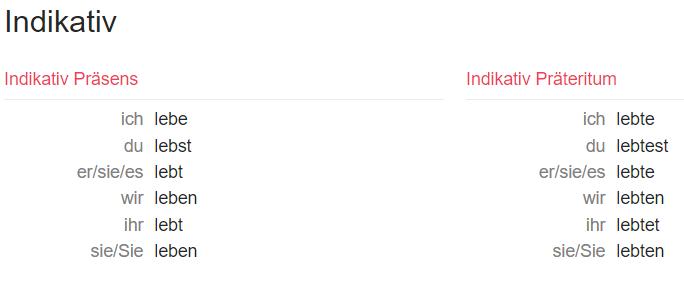 Indikativ
Indikativ Präsens
ich lebe
du lebst
er/sie/es lebt
wir leben
ihr lebt
sie/Sie leben
Indikativ Präteritum
ich lebte
du lebtest
er/sie/es lebte
wir lebten
ihr lebtet
sie/Sie lebten